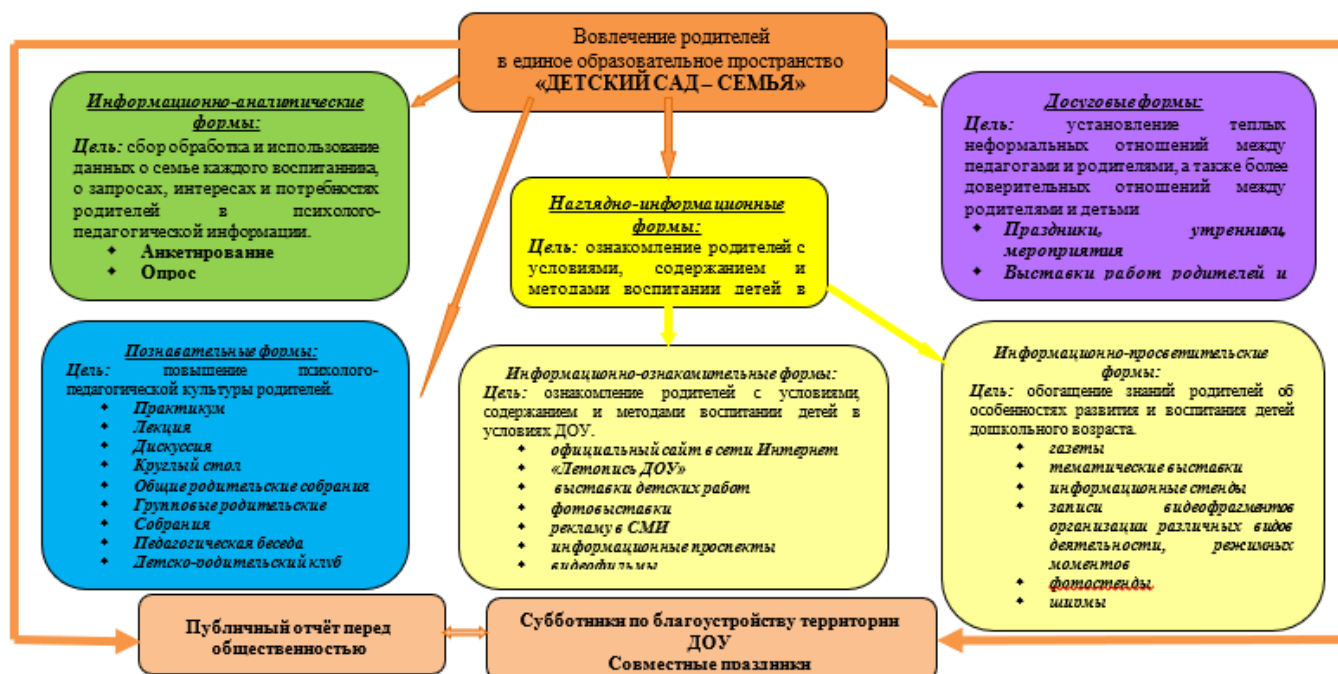 Вовлечение родителей
в единое образовательное пространство
«ДЕТСКИЙ САД – СЕМЬЯ»
Информационно-аналитические
формы:
Цель: сбор обработка и использование
данных о семье каждого воспитанника,
о запросах, интересах и потребностях
родителей в психолого-
педагогической информации.
Анкетирование
Опрос
Наглядно-информационные
формы:
Цель: ознакомление родителей с
условиями, содержанием и
методами воспитании детей в
Досуговые формы:
Цель: установление теплых
неформальных отношений между
педагогами и родителями, а также более
доверительных отношений между
родителями и детьми
Праздники, утренники,
мероприятия
Выставки работ родителей и
Познавательные формы:
Цель: повышение психолого-
педагогической культуры родителей.
Практикум
Лекция
Дискуссия
Круглый стол
Общие родительские собрания
Групповые родительские
Собрания
Педагогическая беседа
Детско-родительский клуб
Информационно-ознакомительные формы:
Цель: ознакомление родителей с условиями,
содержанием и методами воспитании детей в
условиях ДОУ.
официальный сайт в сети Интернет
«Летопись ДОУ»
выставки детских работ
фотовыставки
рекламу в СМИ
информационные проспекты
видеофильмы
Информационно-просветительские
формы:
Цель: обогащение знаний родителей об
особенностях развития и воспитания детей
дошкольного возраста.
газеты
тематические выставки
информационные стенды
записи видеофрагментов
организации различных видов
деятельности, режимных
моментов
фотостенды
ширмы
Публичный отчёт перед
общественностью
Субботники по благоустройству территории
ДОУ
Совместные праздники